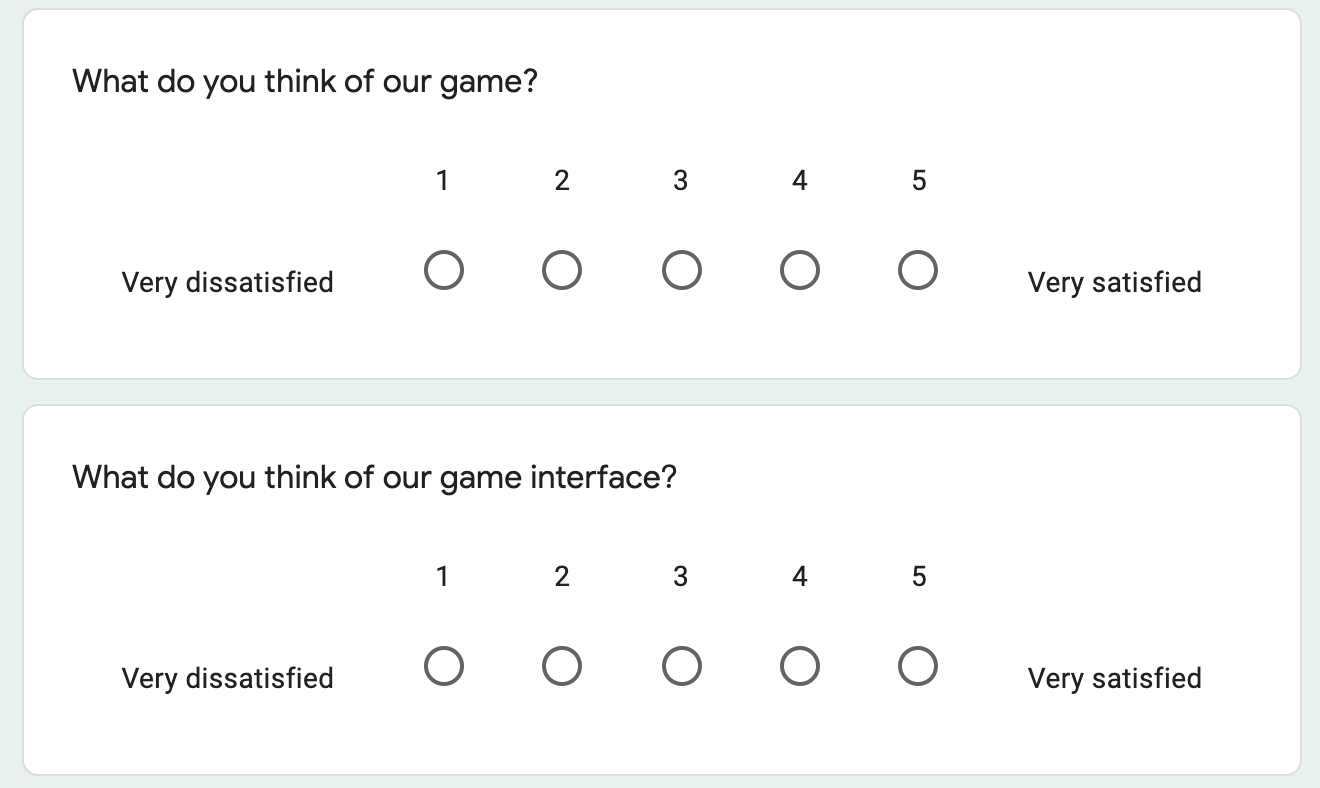 What do you think of our game?
1 2 3 4 5
Very dissatisfied Very satisfied
What do you think of our game interface?
1 2 3 4 5
Very dissatisfied Very satisfied